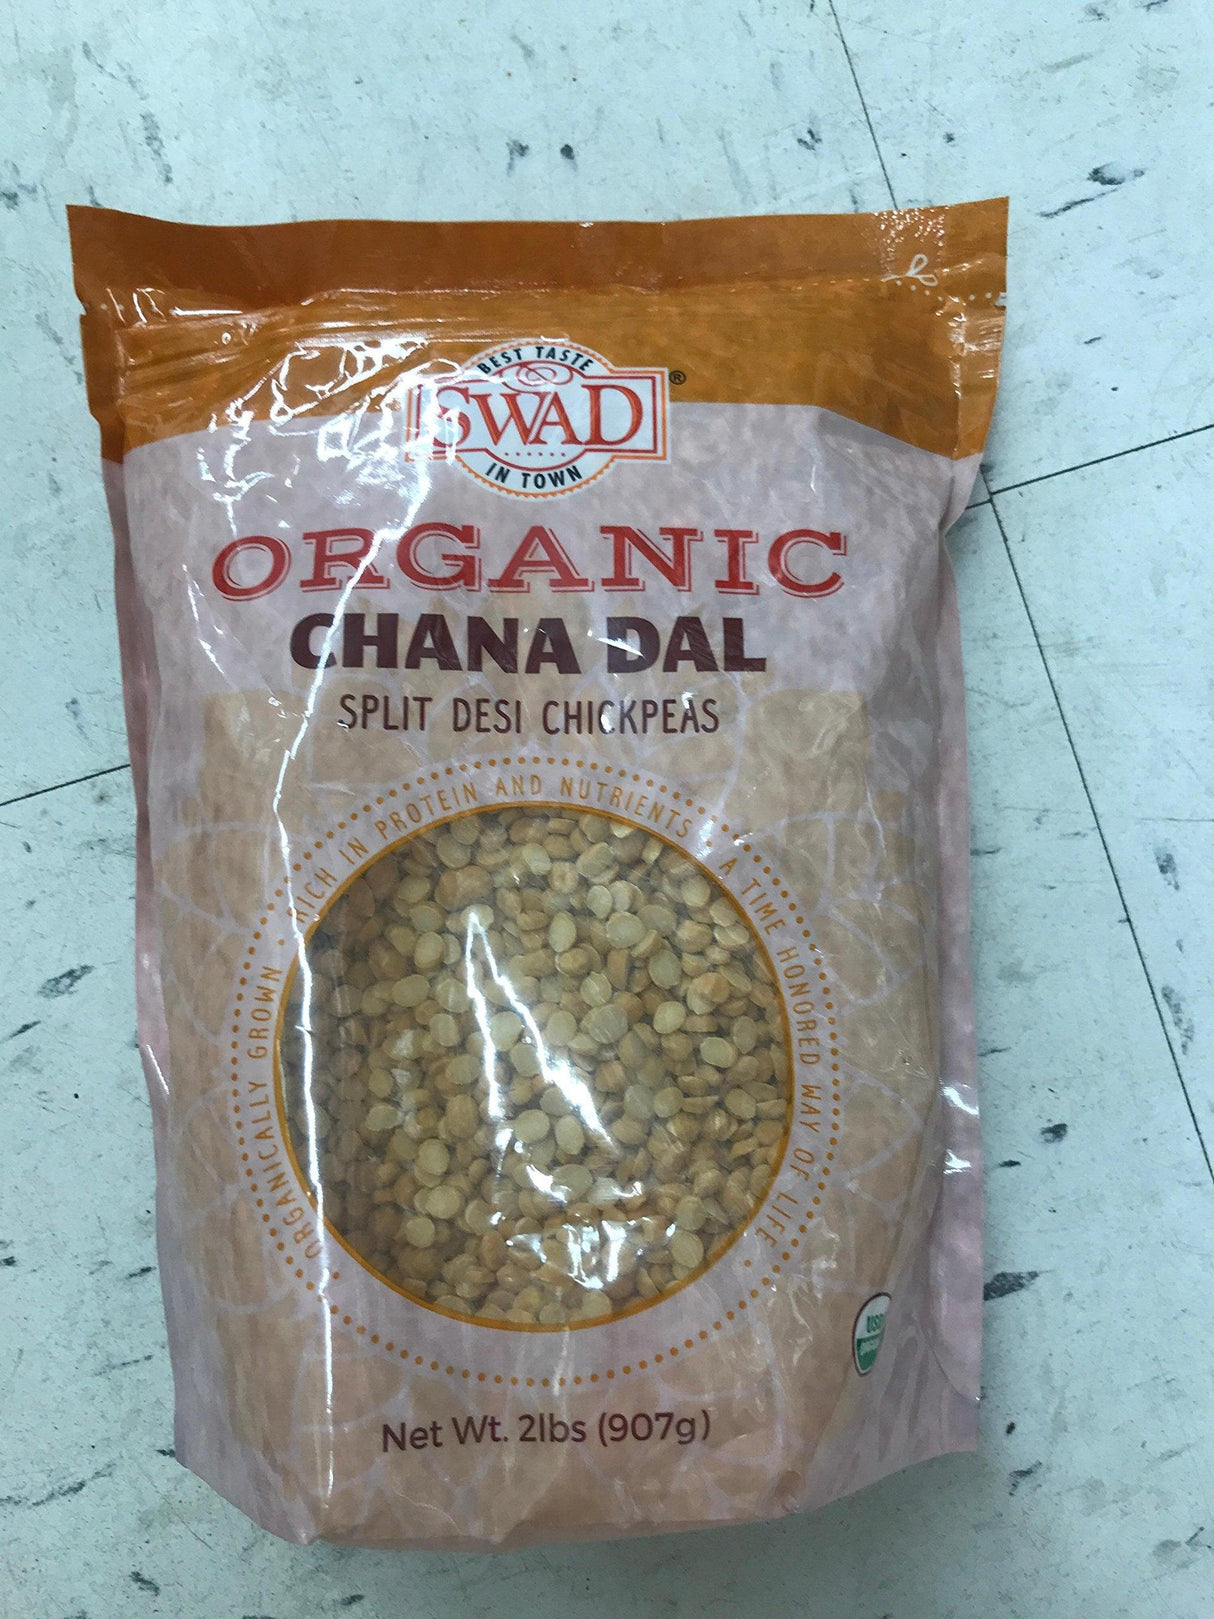 BEST TASTE
SWAD®
IN TOWN
ORGANIC
CHANA DAL
SPLIT DESI CHICKPEAS
ORGANICALLY GROWN • RICH IN PROTEIN AND NUTRIENTS • A TIME HONORED WAY OF LIFE •
USDA
ORGANIC
Net Wt. 2lbs (907g)